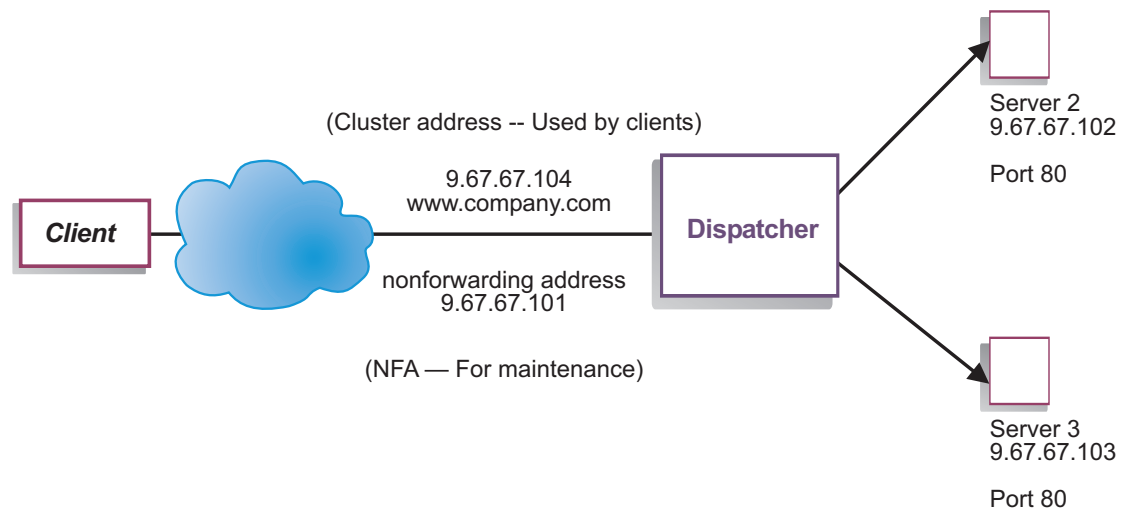 Client
(Cluster address -- Used by clients)
9.67.67.104
www.company.com
nonforwarding address
9.67.67.101
(NFA — For maintenance)
Dispatcher
Server 2
9.67.67.102
Port 80
Server 3
9.67.67.103
Port 80